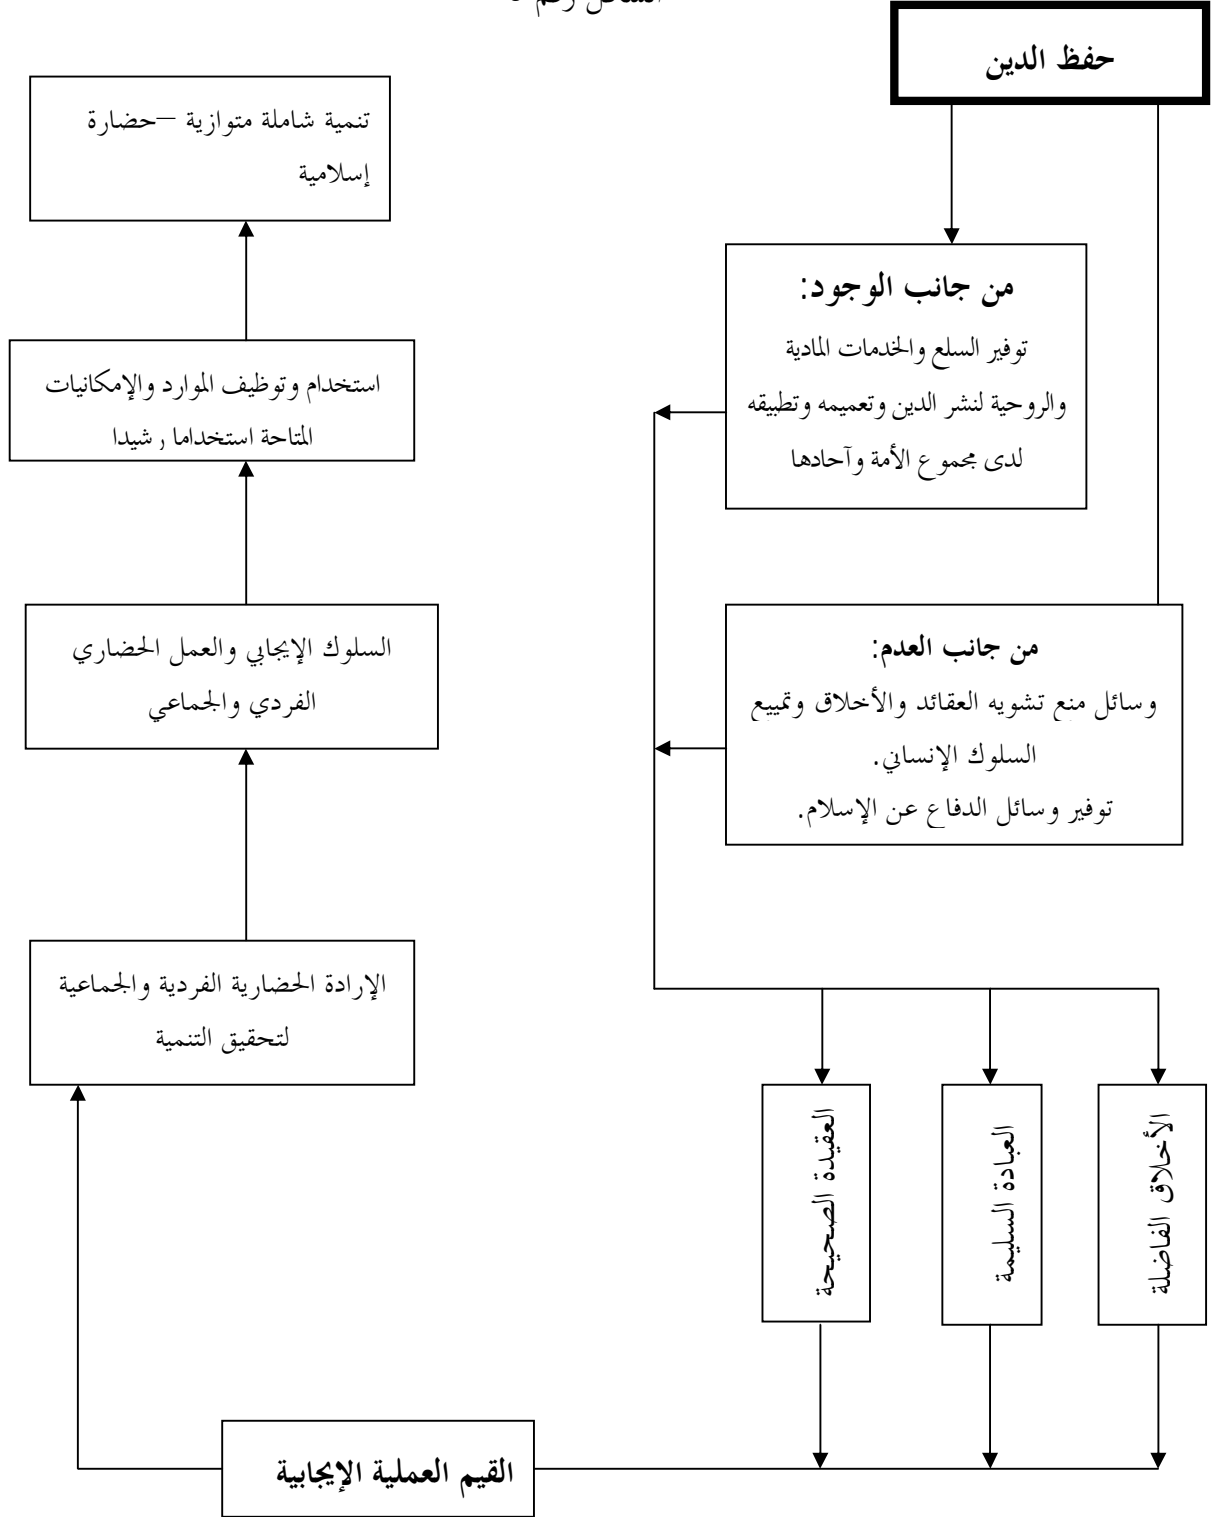 حفظ الدين
من جانب الوجود:
توفير السلع والخدمات المادية
والروحية لنشر الدين وتعميمه وتطبيقه
لدى مجموع الأمة وآحادها
من جانب العدم:
وسائل منع تشويه العقائد والأخلاق وتمييع
السلوك الإنساني.
توفير وسائل الدفاع عن الإسلام.
الأخلاق الفاضلة
العبادة السليمة
العقيدة الصحيحة
القيم العملية الإيجابية
الإرادة الحضارية الفردية والجماعية
لتحقيق التنمية
السلوك الإيجابي والعمل الحضاري
الفردي والجماعي
استخدام وتوظيف الموارد والإمكانيات
المتاحة استخداما رشيدا
تنمية شاملة متوازية –حضارة
إسلامية